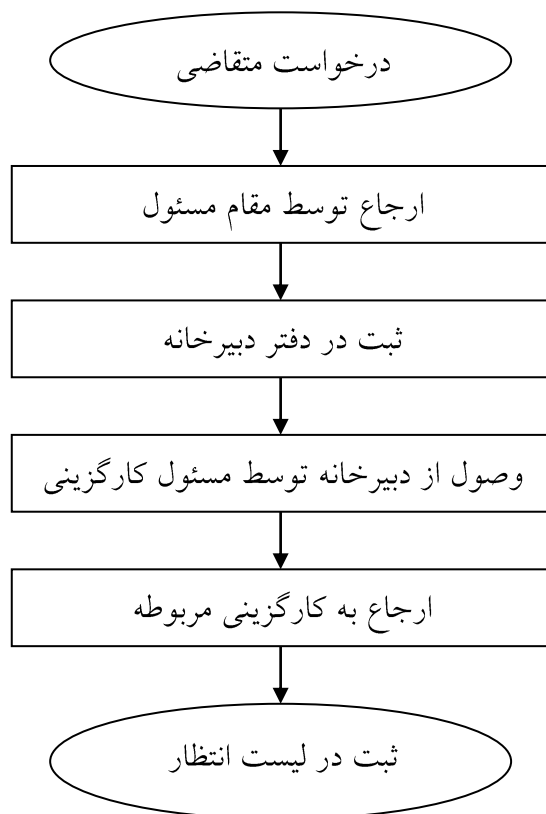 درخواست متقاضی
ارجاع توسط مقام مسئول
ثبت در دفتر دبیرخانه
وصول از دبیرخانه توسط مسئول کارگزینی
ارجاع به کارگزینی مربوطه
ثبت در لیست انتظار